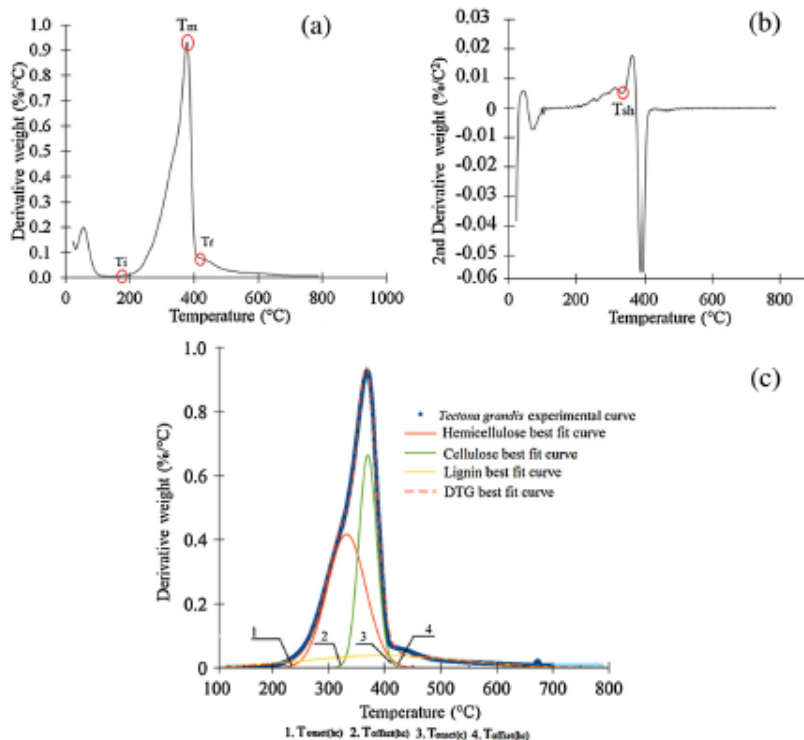 (a)
Tm
1.0
0.9
0.8
0.7
0.6
0.5
0.4
0.3
0.2
0.1
0.0
Derivative weight (%/°C)
Ti
Tf
0 200 400 600 800 1000
Temperature (°C)
(b)
0.03
0.02
0.01
0
-0.01
-0.02
-0.03
-0.04
-0.05
-0.06
2nd Derivative weight (%/C²)
Tsh
0 200 400 600 800
Temperature (°C)
(c)
1.0
0.8
0.6
0.4
0.2
0
Derivative weight (%/°C)
Tectona grandis experimental curve
Hemicellulose best fit curve
Cellulose best fit curve
Lignin best fit curve
DTG best fit curve
1 2 3 4
100 200 300 400 500 600 700 800
Temperature (°C)
1. Tonset(hc) 2. Toffset(hc) 3. Tonset(c) 4. Toffset(hc)